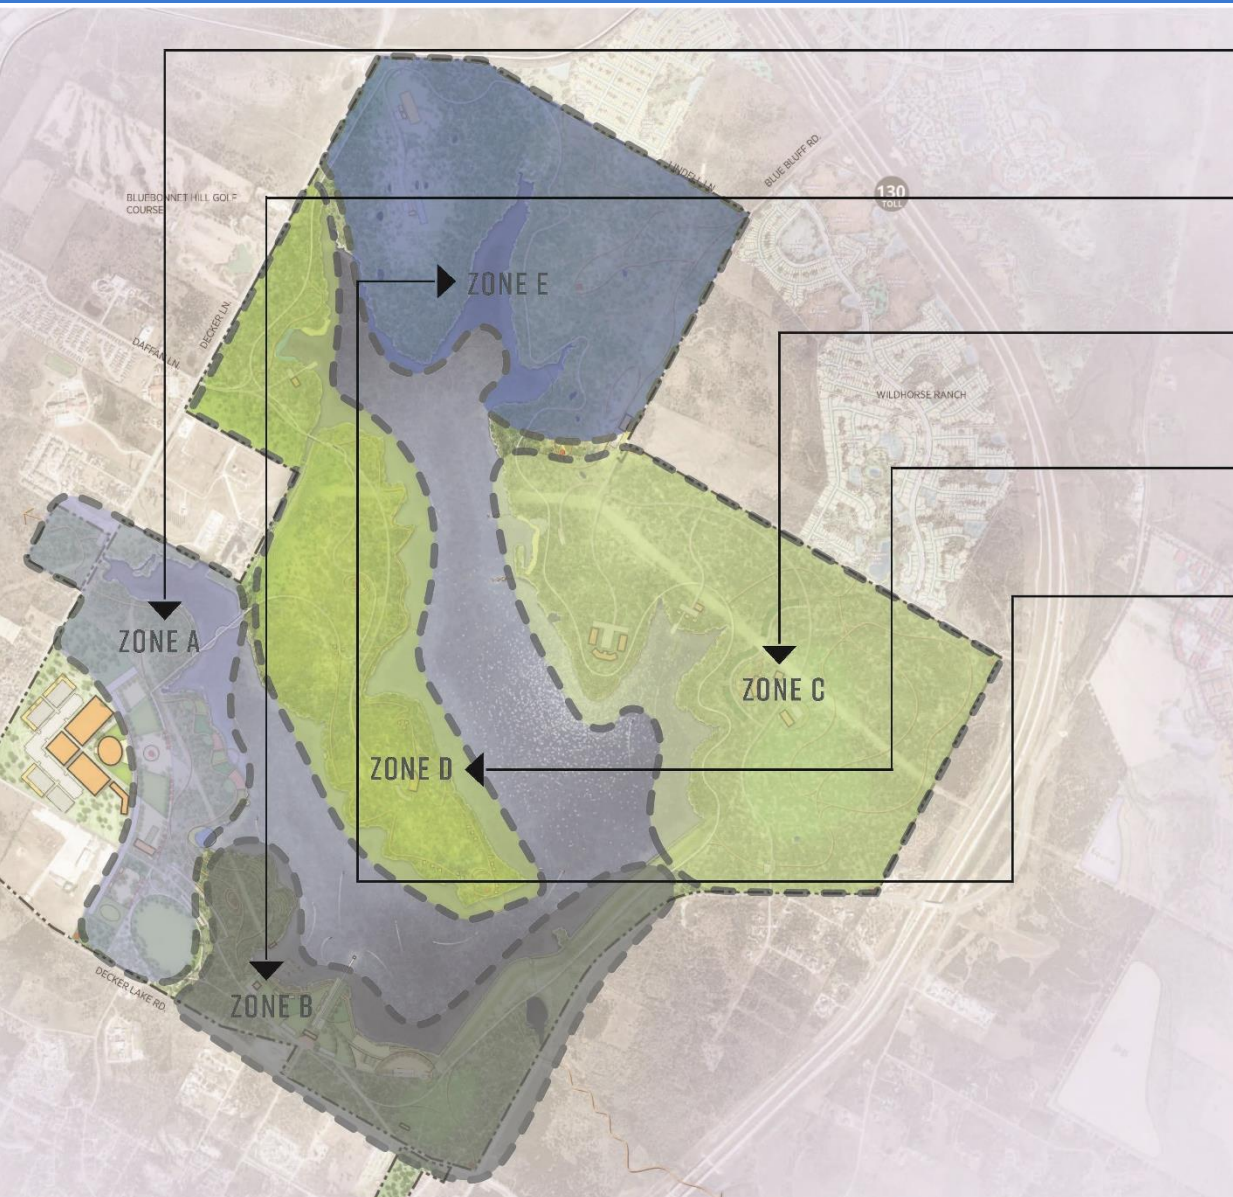 BLUE BLUFF RD.
LINDELL LN
130
TOLL
BLUEBONNET HILL GOLF
COURSE
ZONE E
DECKER LN.
DAFFAN LN.
WILDHORSE RANCH
ZONE A
ZONE C
ZONE D
DECKER LAKE RD.
ZONE B